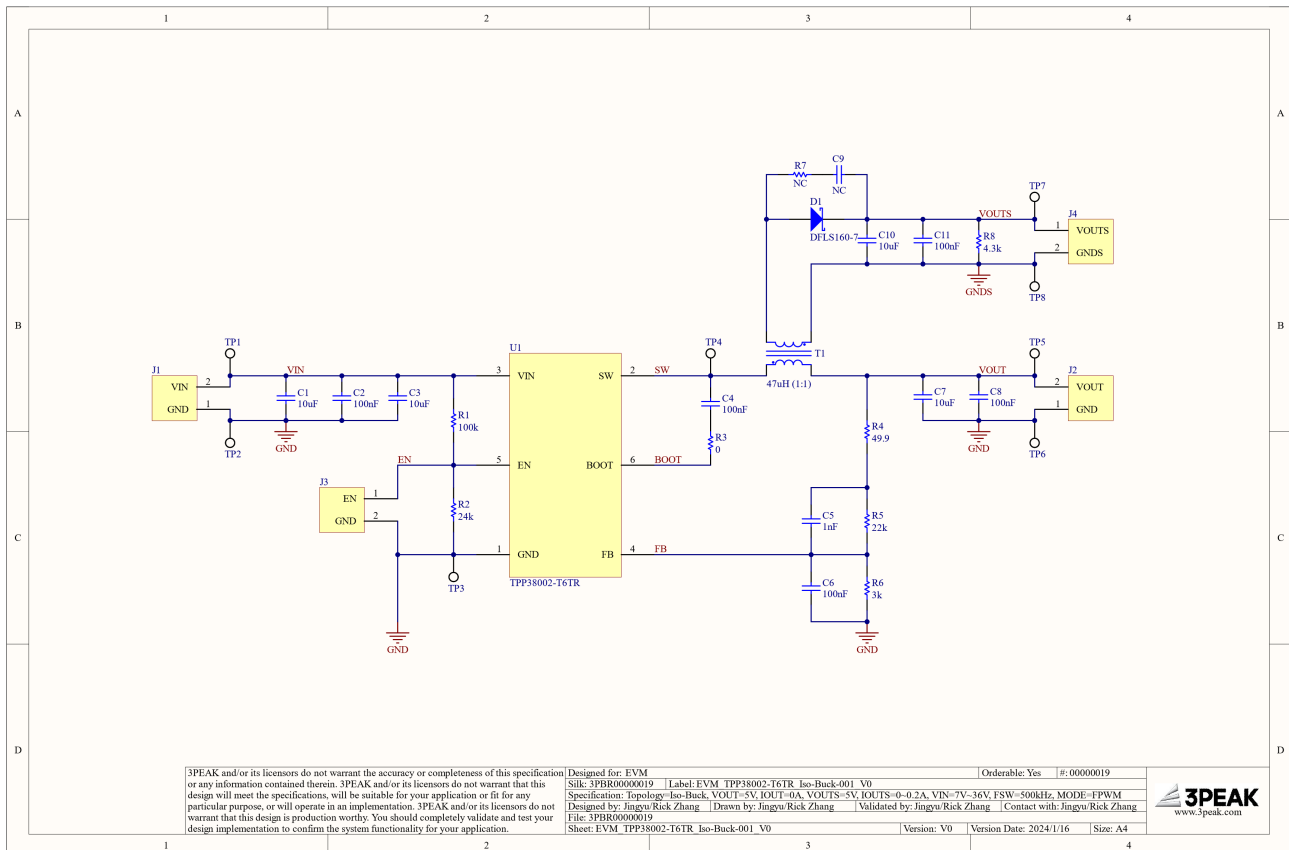 1 2 3 4
A A
R7 C9
NC NC
TP7
D1
J4
VOUTS
1 VOUTS
DFLS160-7
C10 C11 R8
10uF 100nF 4.3k
2 GNDS
GNDS
TP8
B B
TP1 TP4 TP5
U1
T1
J1 VIN 3 VIN SW 2 SW VOUT J2
VIN 2 2 VOUT
47uH (1:1)
C1 C2 C3 C4 C7 C8
10uF 100nF 10uF 100nF 10uF 100nF
GND 1 1 GND
R1
100k
R4
49.9
R3
0
GND GND
TP2 TP6
EN 5 EN BOOT 6 BOOT
J3
EN 1
R2
24k
GND 2
C5 R5
1nF 22k
C C
1 GND FB 4 FB
TPP38002-T6TR
TP3
C6 R6
100nF 3k
GND GND
D D
3PEAK and/or its licensors do not warrant the accuracy or completeness of this specification
or any information contained therein. 3PEAK and/or its licensors do not warrant that this
design will meet the specifications, will be suitable for your application or fit for any
particular purpose, or will operate in an implementation. 3PEAK and/or its licensors do not
warrant that this design is production worthy. You should completely validate and test your
design implementation to confirm the system functionality for your application.
Designed for: EVM Orderable: Yes #: 00000019
Silk: 3PBR00000019 Label: EVM_TPP38002-T6TR_Iso-Buck-001_V0
Specification: Topology=Iso-Buck, VOUT=5V, IOUT=0A, VOUTS=5V, IOUTS=0~0.2A, VIN=7V~36V, FSW=500kHz, MODE=FPWM
Designed by: Jingyu/Rick Zhang Drawn by: Jingyu/Rick Zhang Validated by: Jingyu/Rick Zhang Contact with: Jingyu/Rick Zhang
File: 3PBR00000019
Sheet: EVM_TPP38002-T6TR_Iso-Buck-001_V0 Version: V0 Version Date: 2024/1/16 Size: A4
3PEAK
www.3peak.com
1 2 3 4